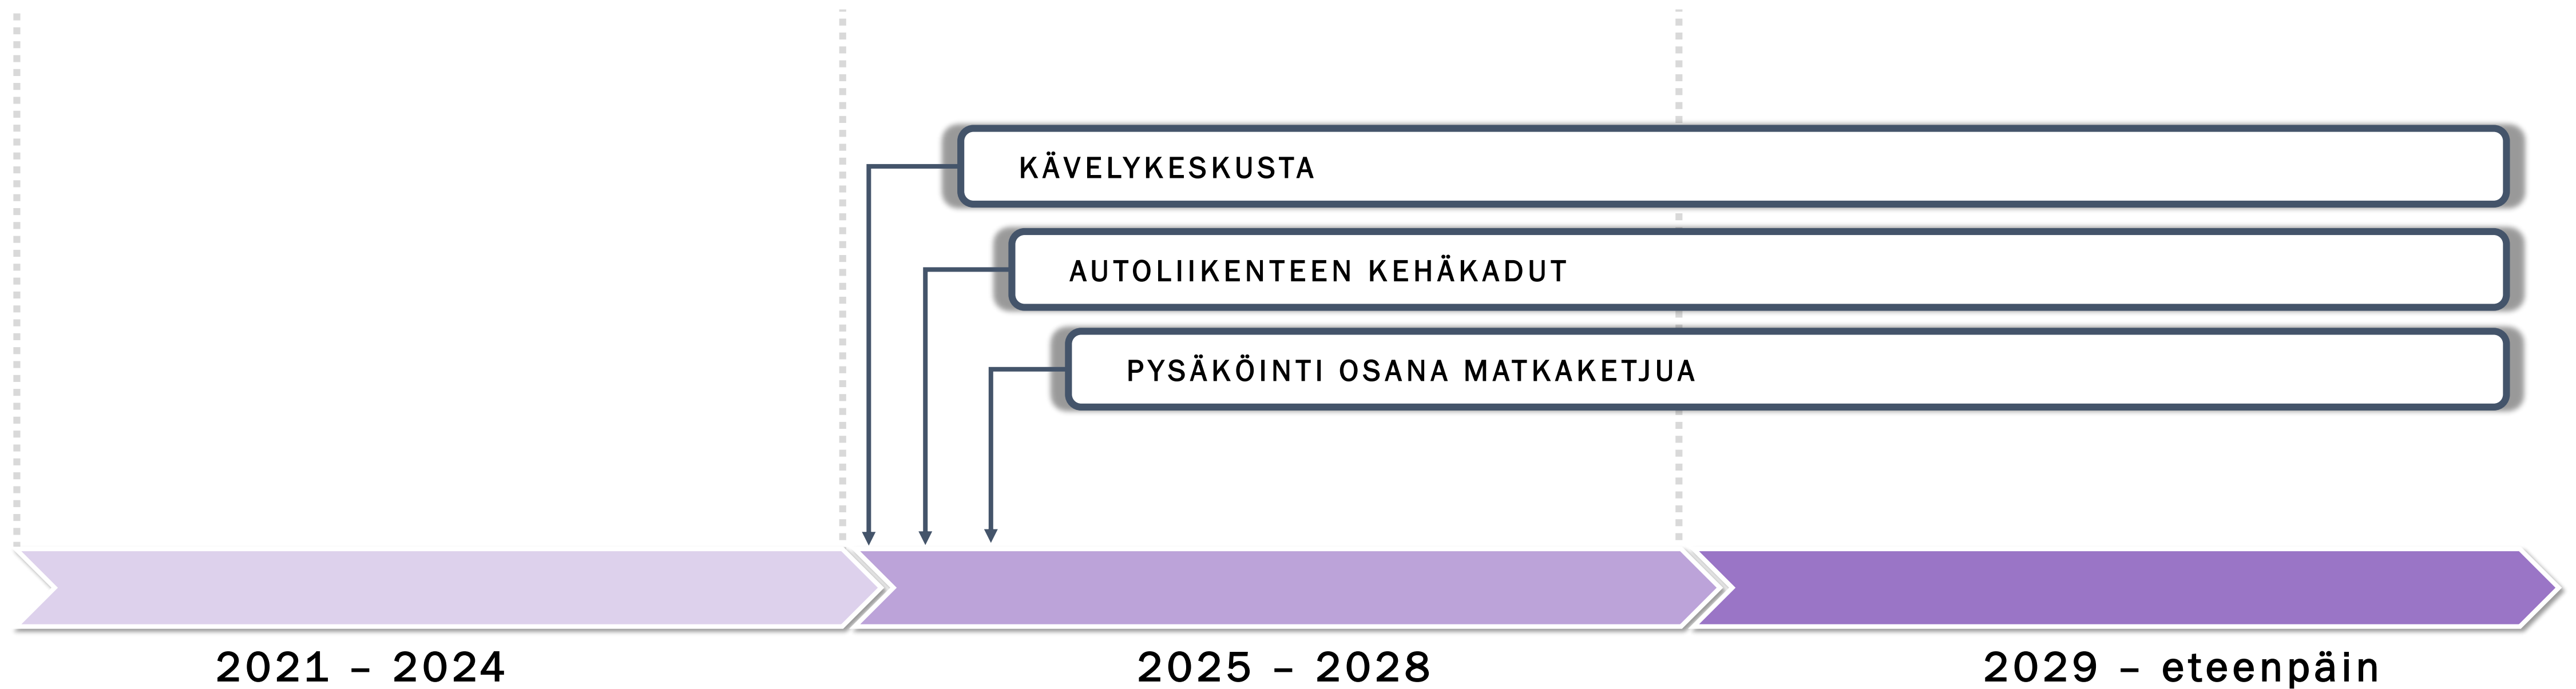 KÄVELYKESKUSTA
AUTOLIIKENTEEN KEHÄKADUT
PYSÄKÖINTI OSANA MATKAKETJUA
2021 – 2024
2025 – 2028
2029 – eteenpäin